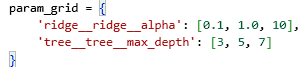 param_grid = {
    'ridge__ridge__alpha': [0.1, 1.0, 10],
    'tree__tree__max_depth': [3, 5, 7]
}